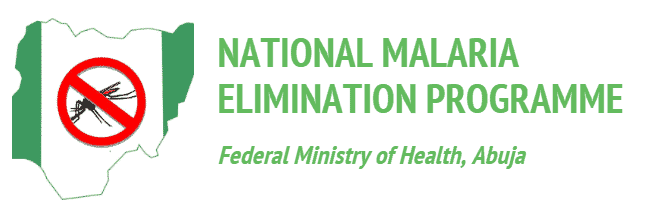 NATIONAL MALARIA
ELIMINATION PROGRAMME
Federal Ministry of Health, Abuja